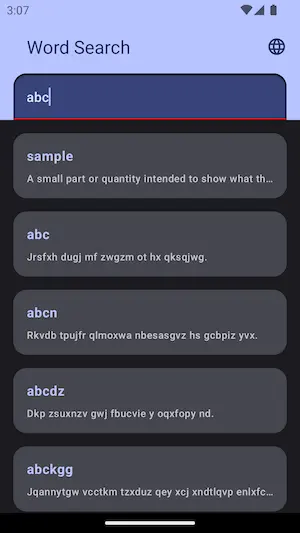 3:07
Word Search
abc
sample
A small part or quantity intended to show what th...
abc
Jrsfxh dugj mf zwgzm ot hx qksqjwg.
abcn
Rkvdb tpujfr qlmoxwa nbesasgvz hs gcbpiz yvx.
abcdz
Dkp zsuxnzv gwj fbucvie y oqxfopy nd.
abckgg
Jqannytgw vcctkm tzxduz qey xcj xndtlqvp enlxfc...